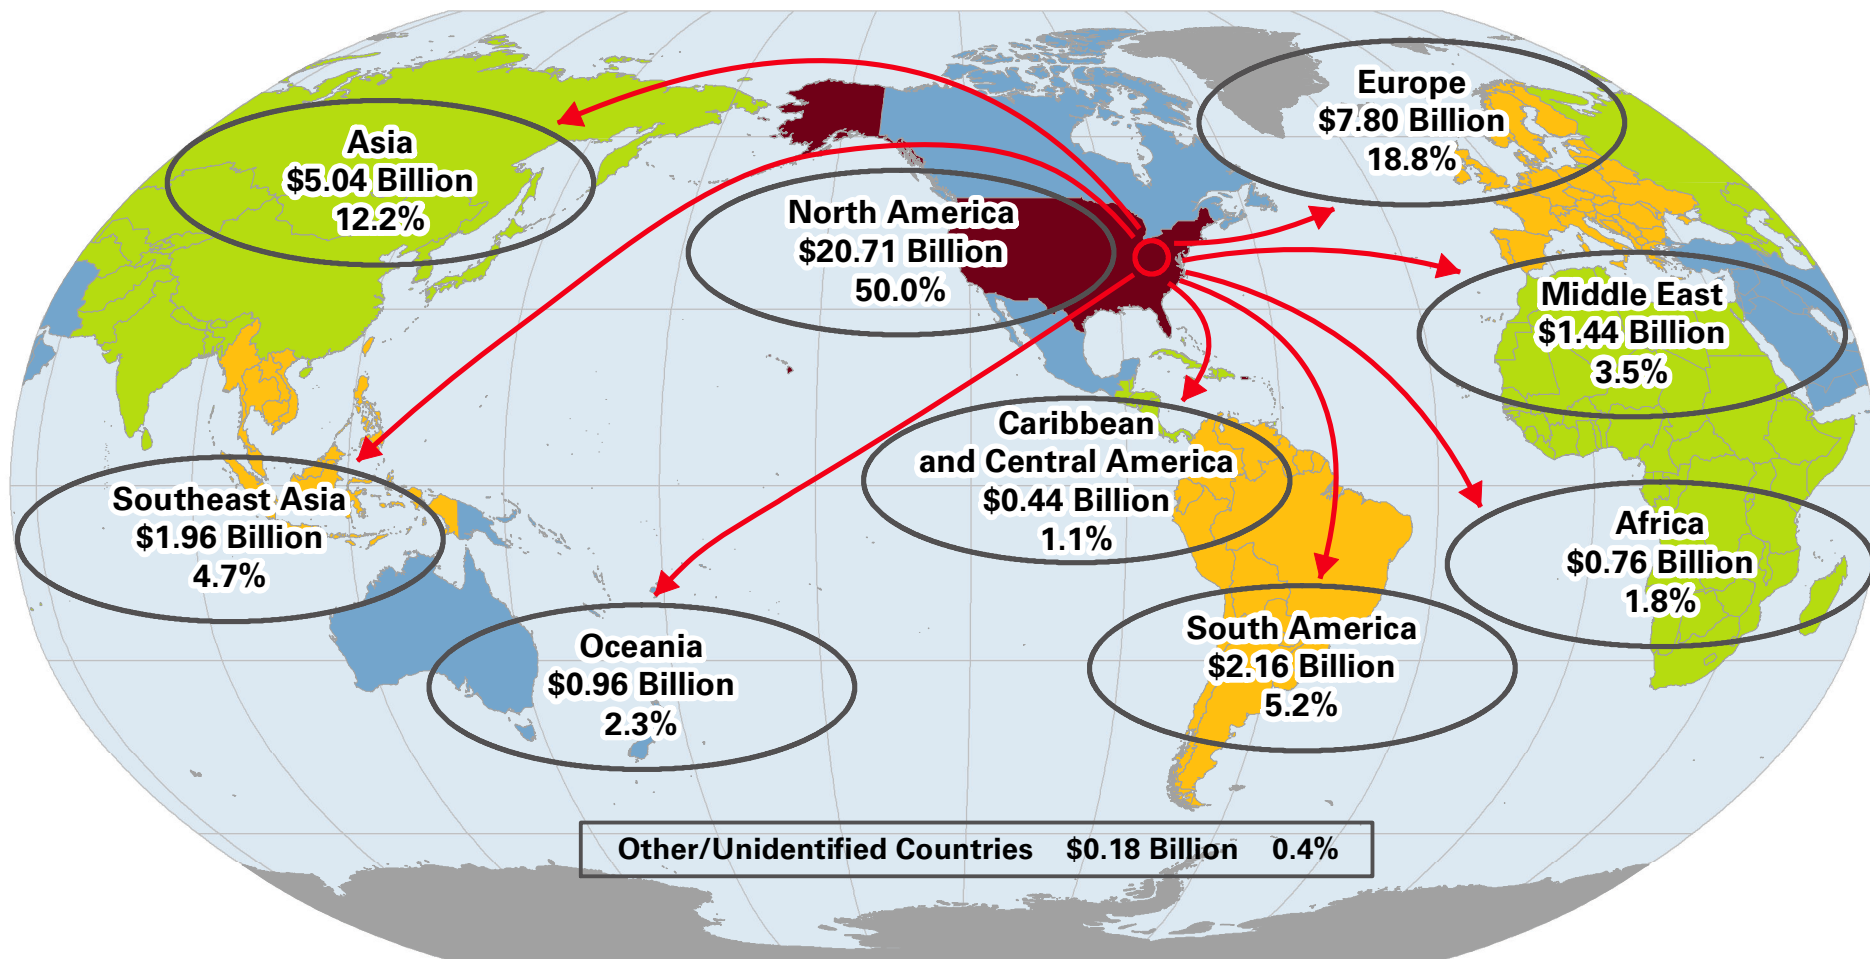 Europe
$7.80 Billion
18.8%
Asia
$5.04 Billion
12.2%
North America
$20.71 Billion
50.0%
Middle East
$1.44 Billion
3.5%
Caribbean
and Central America
$0.44 Billion
1.1%
Southeast Asia
$1.96 Billion
4.7%
Africa
$0.76 Billion
1.8%
Oceania
$0.96 Billion
2.3%
South America
$2.16 Billion
5.2%
Other/Unidentified Countries $0.18 Billion 0.4%